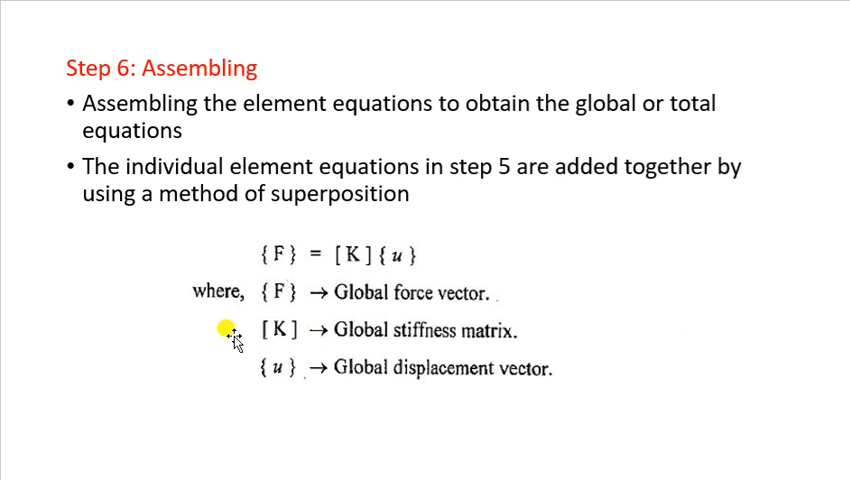 Step 6: Assembling
• Assembling the element equations to obtain the global or total
equations
• The individual element equations in step 5 are added together by
using a method of superposition
{ F } = [ K ] { u }
where, { F } → Global force vector.
[ K ] → Global stiffness matrix.
{ u } → Global displacement vector.